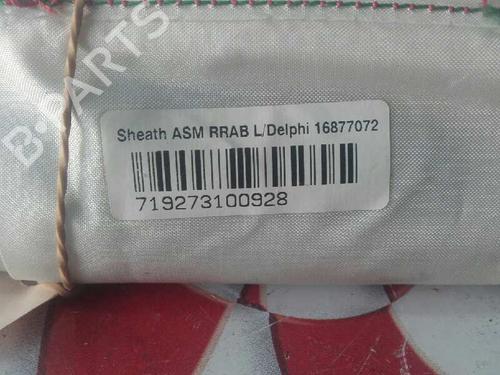 B-PARTS
Sheath ASM RRAB L/Delphi 16877072
719273100928